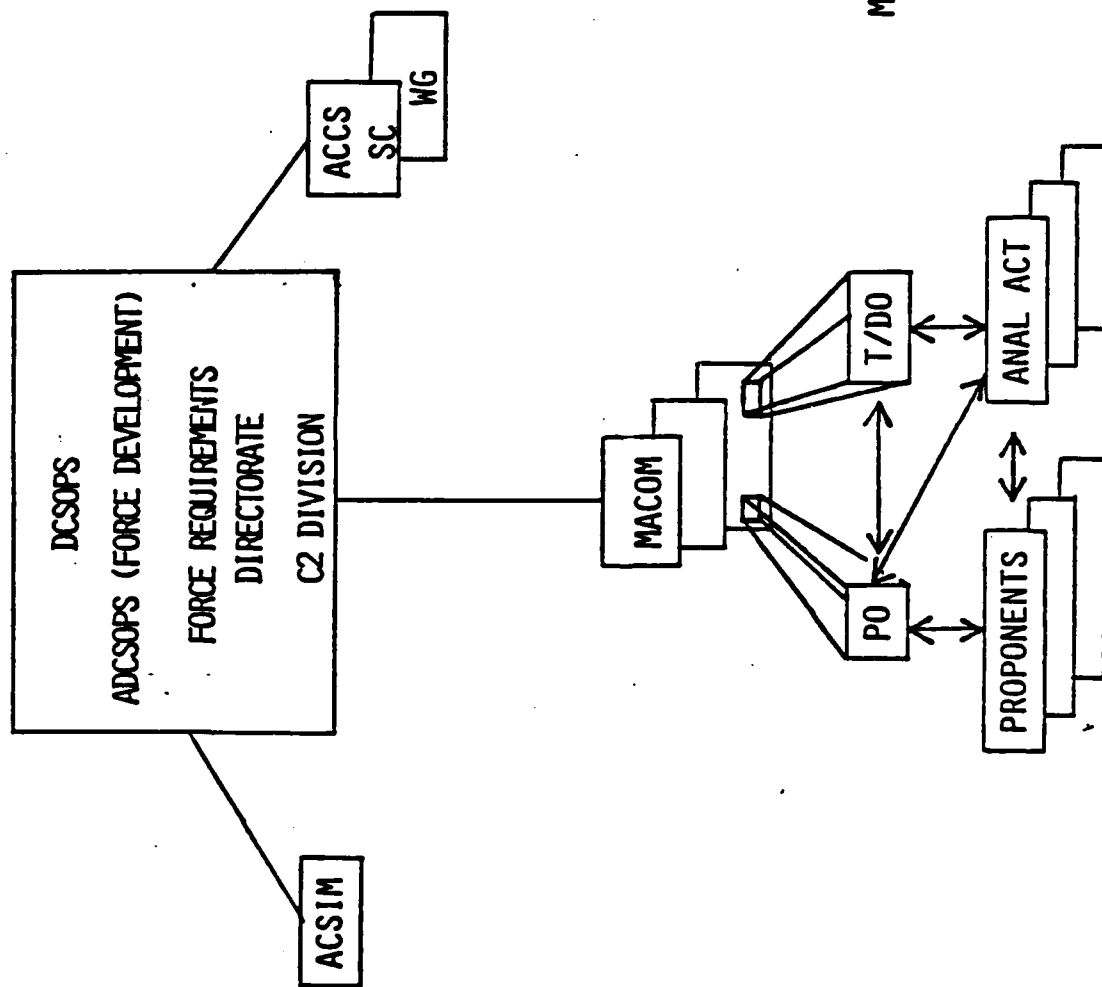 DCSOPS
ADCSOPS (FORCE DEVELOPMENT)
FORCE REQUIREMENTS
DIRECTORATE
C2 DIVISION
ACSIM
ACCS
SC
WG
MACOM
PO
T/DO
PROPONENTS
ANAL ACT
M